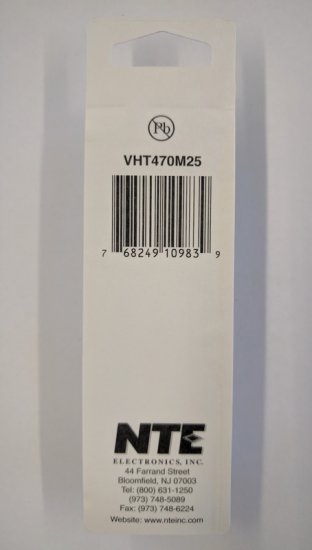 Pb
VHT470M25
7 68249 10983 9
NTE
ELECTRONICS, INC.
44 Farrand Street
Bloomfield, NJ 07003
Tel: (800) 631-1250
(973) 748-5089
Fax: (973) 748-6224
Website: www.nteinc.com